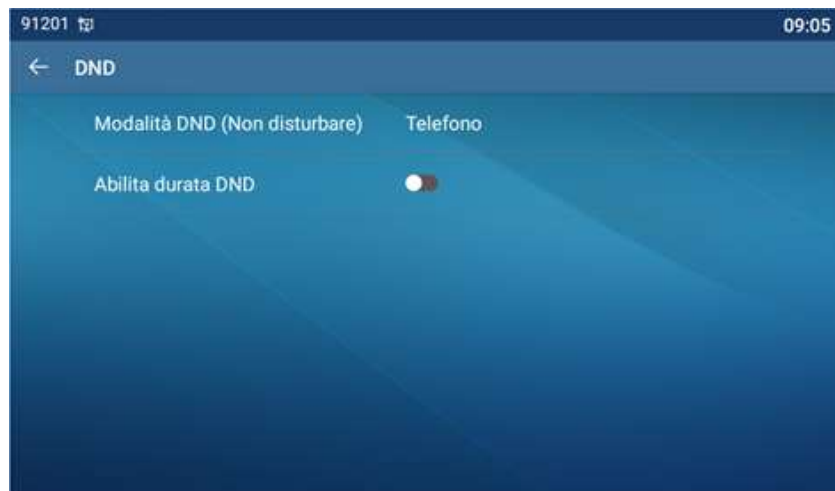 91201 09:05
← DND
Modalità DND (Non disturbare) Telefono
Abilita durata DND